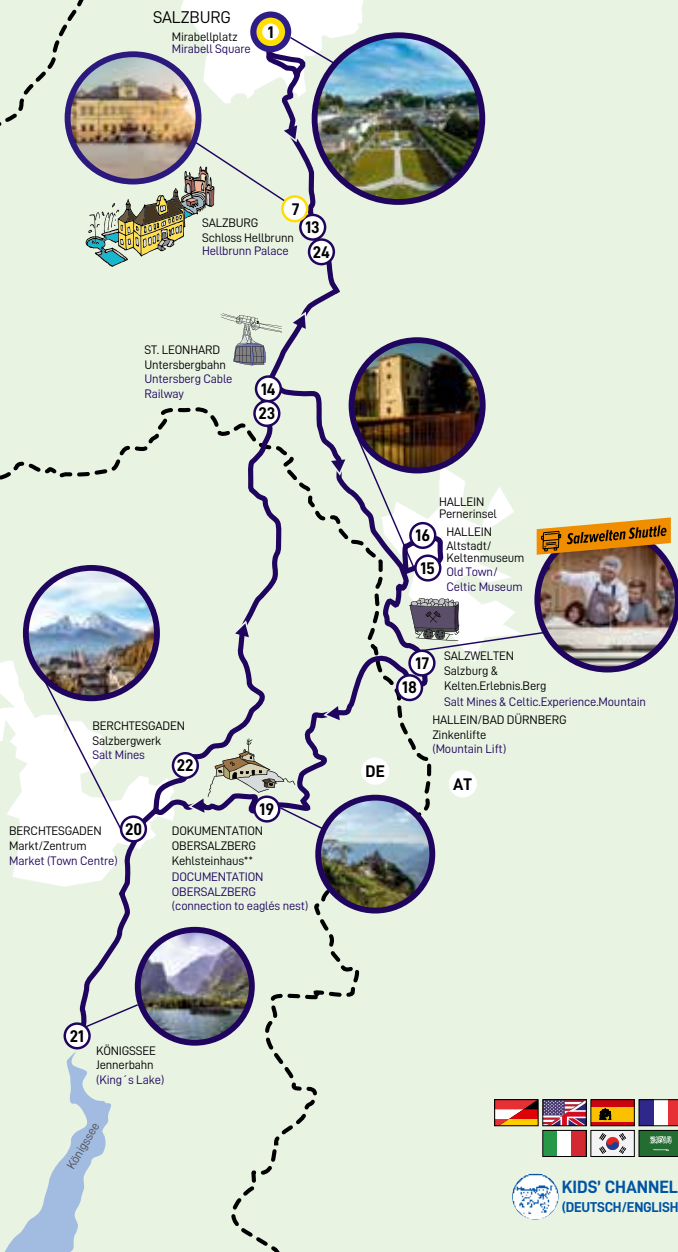 SALZBURG
Mirabellplatz
Mirabell Square
1
7
13
24
SALZBURG
Schloss Hellbrunn
Hellbrunn Palace
ST. LEONHARD
Untersbergbahn
Untersberg Cable
Railway
14
23
HALLEIN
Pernerinsel
16
15
HALLEIN
Altstadt/
Keltenmuseum
Old Town/
Celtic Museum
Salzwelten Shuttle
17
18
SALZWELTEN
Salzburg &
Kelten.Erlebnis.Berg
Salt Mines & Celtic.Experience.Mountain
HALLEIN/BAD DÜRNBERG
Zinkenlifte
(Mountain Lift)
DE
AT
BERCHTESGADEN
Salzbergwerk
Salt Mines
22
19
20
BERCHTESGADEN
Markt/Zentrum
Market (Town Centre)
DOKUMENTATION
OBERSALZBERG
Kehlsteinhaus**
DOCUMENTATION
OBERSALZBERG
(connection to eaglés nest)
21
KÖNIGSSEE
Jennerbahn
(King´s Lake)
Königssee
KIDS' CHANNEL
(DEUTSCH/ENGLISH